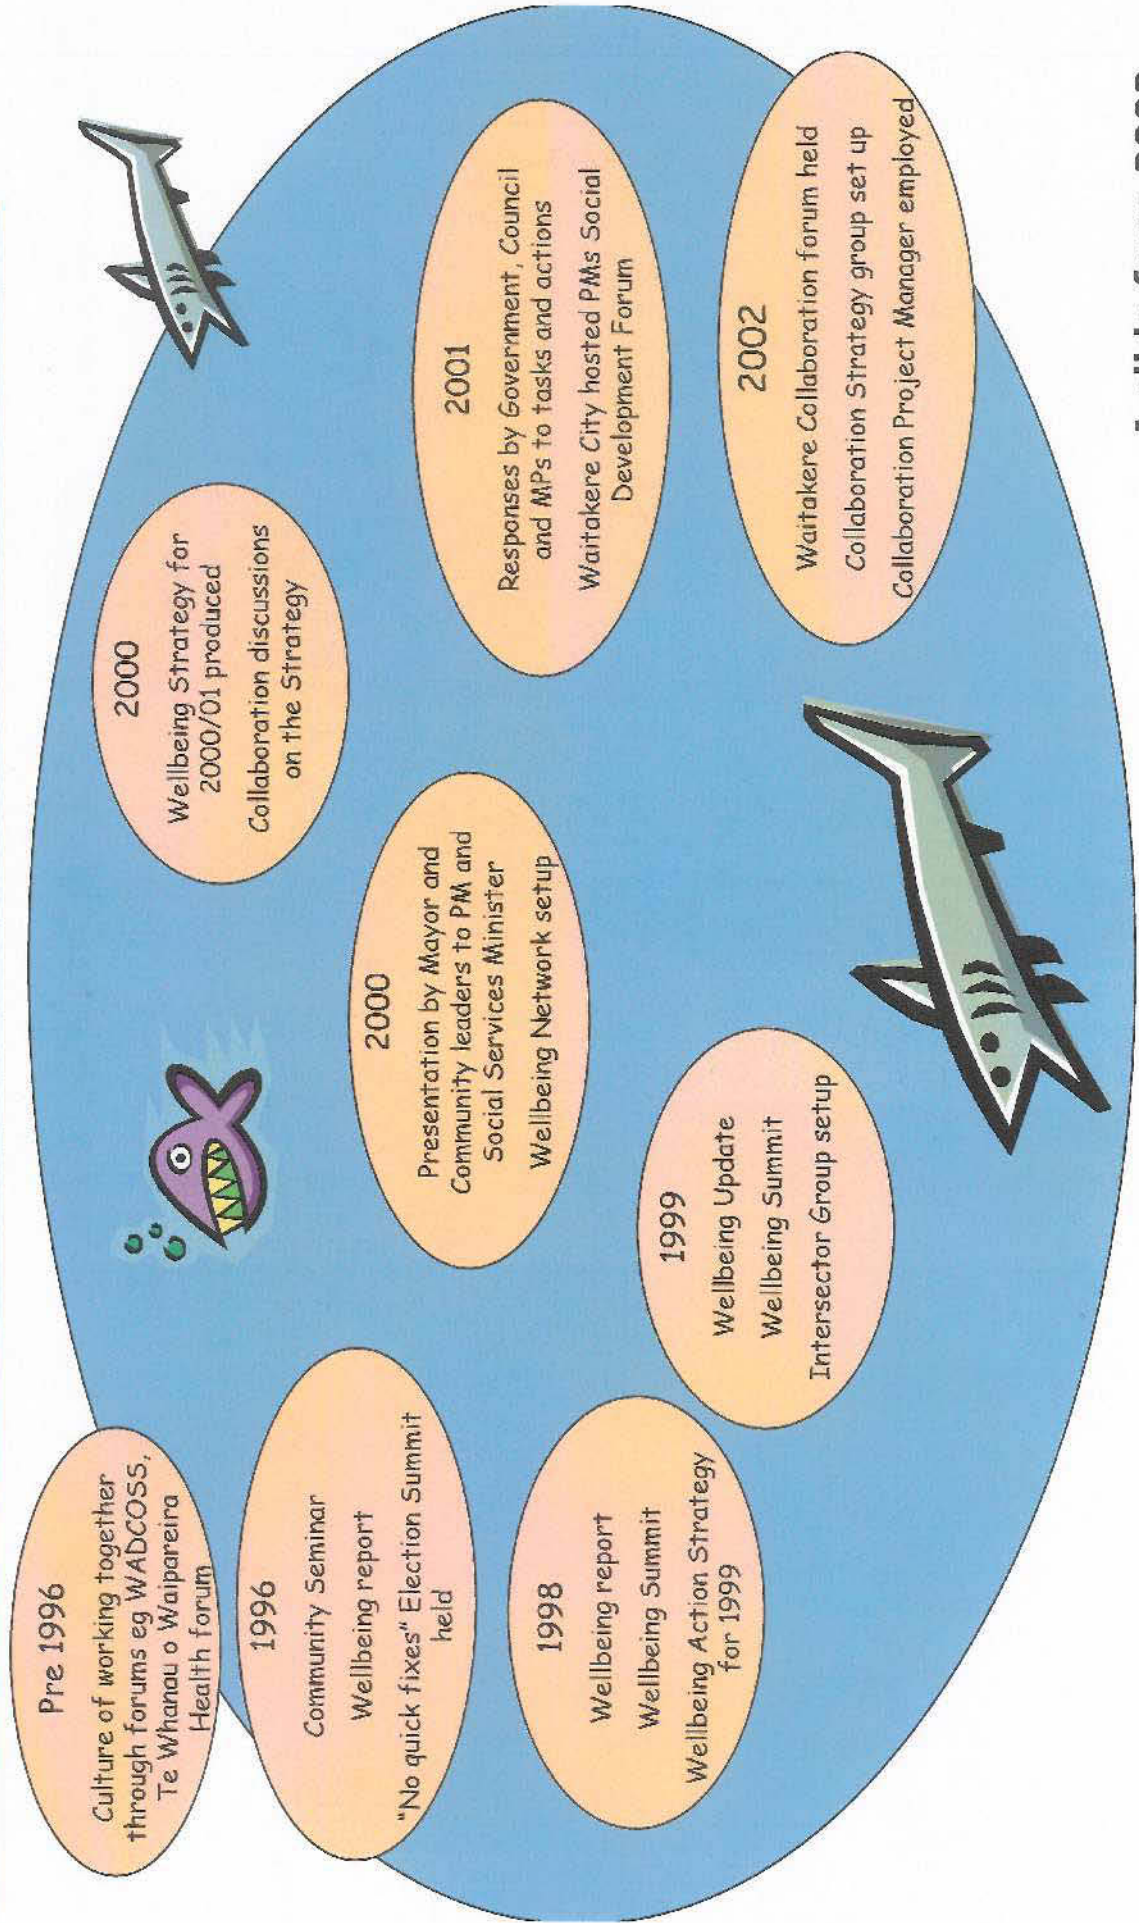 Pre 1996
Culture of working together
through forums eg WADCOSS,
Te Whanau o Waipareira
Health forum
1996
Community Seminar
Wellbeing report
"No quick fixes" Election Summit
held
1998
Wellbeing report
Wellbeing Summit
Wellbeing Action Strategy
for 1999
1999
Wellbeing Update
Wellbeing Summit
Intersector Group setup
2000
Presentation by Mayor and
Community leaders to PM and
Social Services Minister
Wellbeing Network setup
2000
Wellbeing Strategy for
2000/01 produced
Collaboration discussions
on the Strategy
2001
Responses by Government, Council
and MPs to tasks and actions
Waitakere City hosted PMs Social
Development Forum
2002
Waitakere Collaboration forum held
Collaboration Strategy group set up
Collaboration Project Manager employed